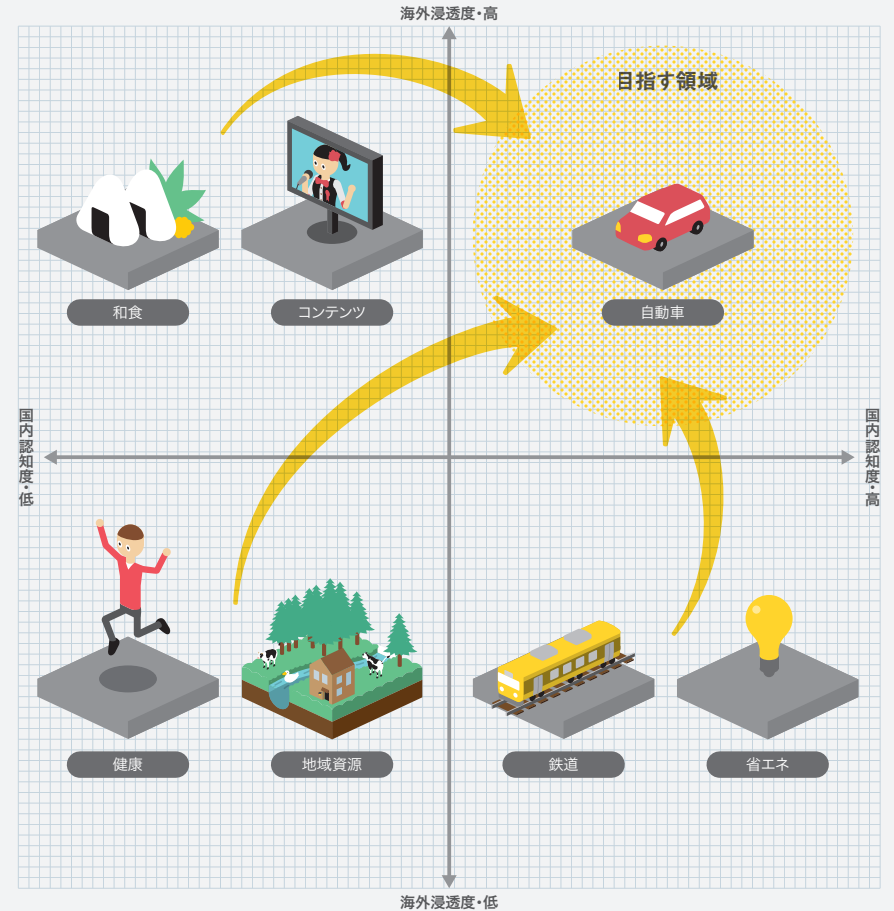 海外浸透度・高
目指す領域
和食
コンテンツ
自動車
国内認知度・低
国内認知度・高
健康
地域資源
鉄道
省エネ
海外浸透度・低